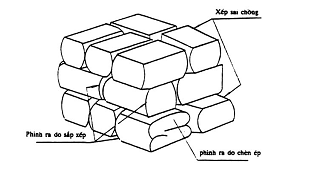 Xếp sai chồng
Phình ra do sắp xếp
phình ra do chèn ép